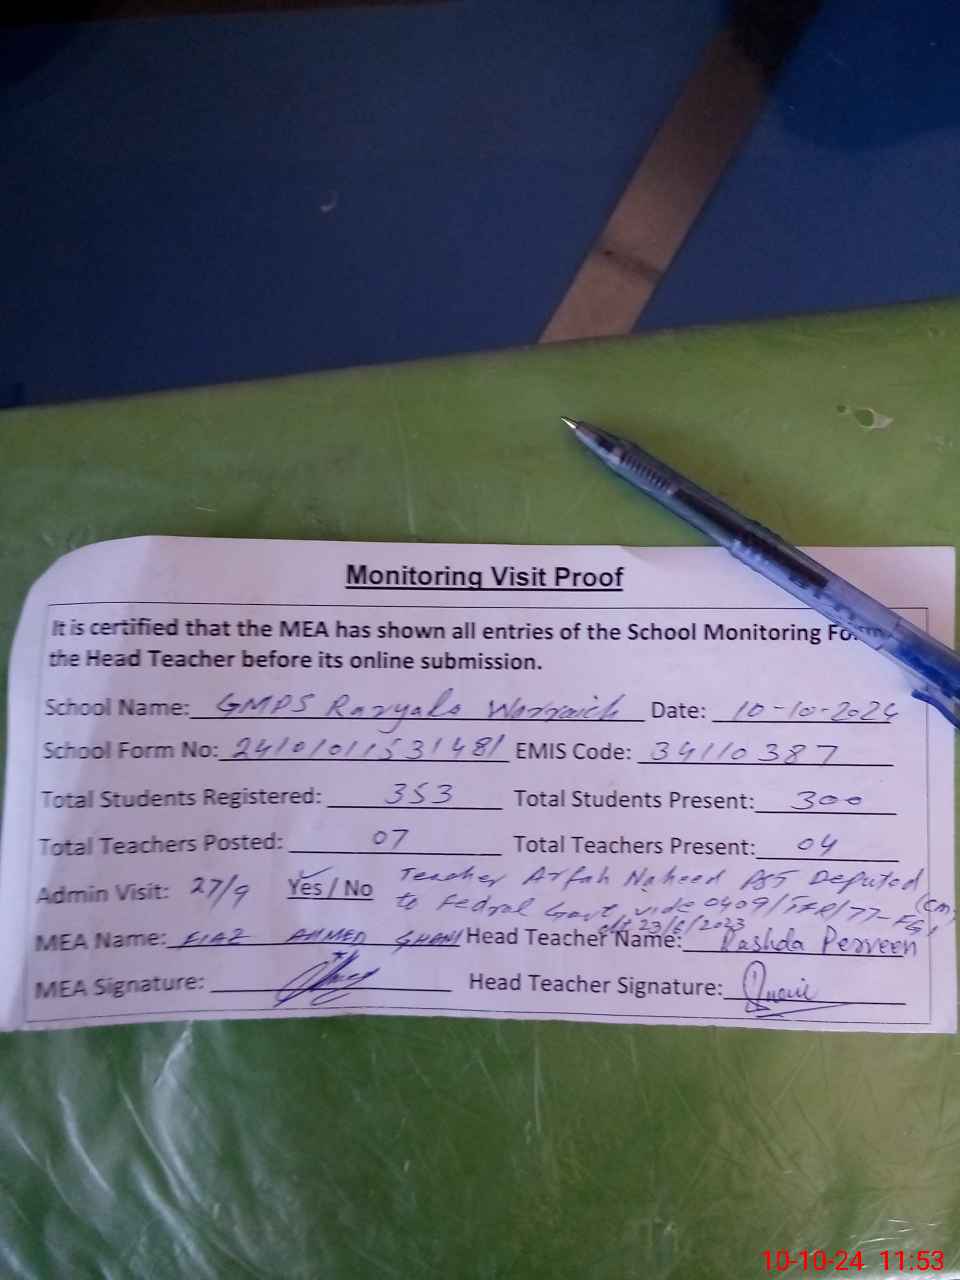 Monitoring Visit Proof
It is certified that the MEA has shown all entries of the School Monitoring
the Head Teacher before its online submission.
School Name: GMPS Date: 10-10-2024
School Form No: EMIS Code: 34110387
Total Students Registered: 353 Total Students Present: 300
Total Teachers Posted: 07 Total Teachers Present: 04
Admin Visit: 27/9 Yes / No Teacher Arfah Naheed PST Deputed
to Fedral Govt vide
23/6/2023
MEA Name: AHMED GHANI Head Teacher Name: Rashda Perveen
MEA Signature: Head Teacher Signature:
10-10-24 11:53